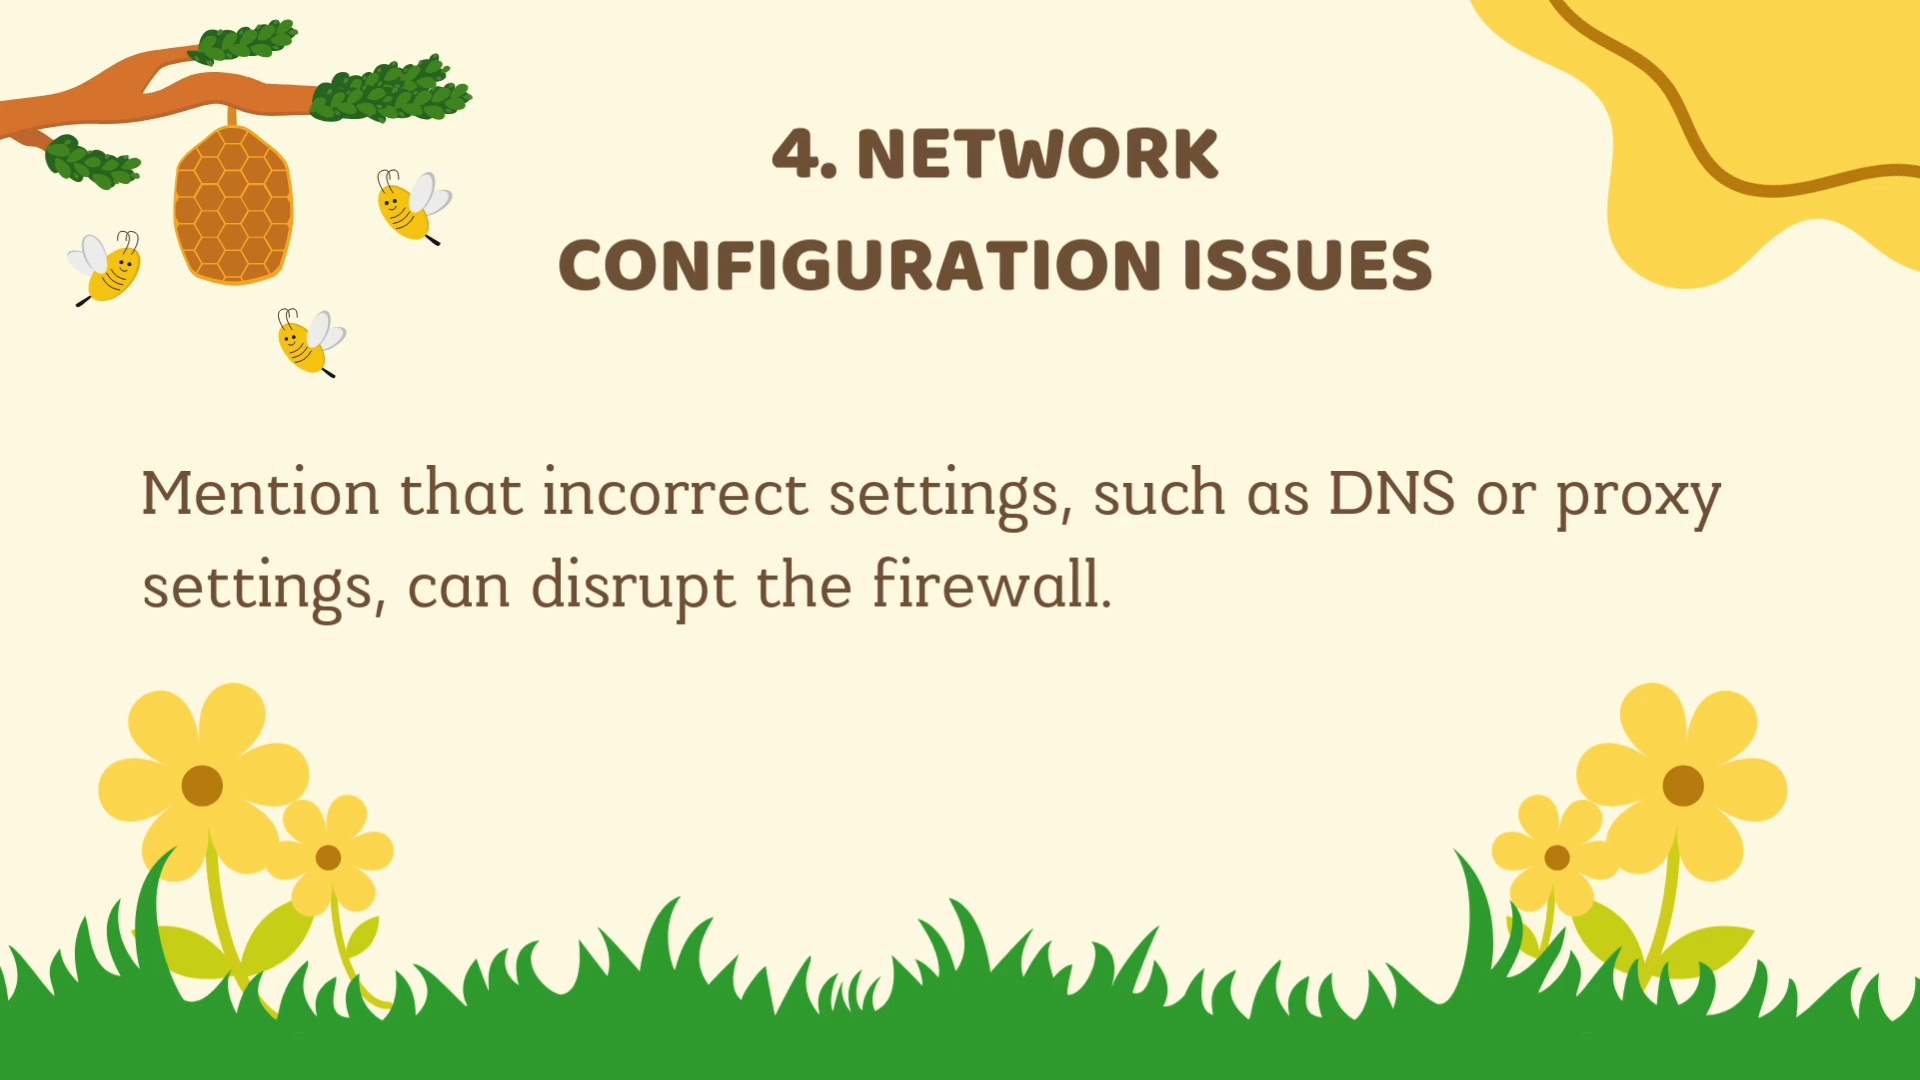 4. NETWORK
CONFIGURATION ISSUES
Mention that incorrect settings, such as DNS or proxy
settings, can disrupt the firewall.